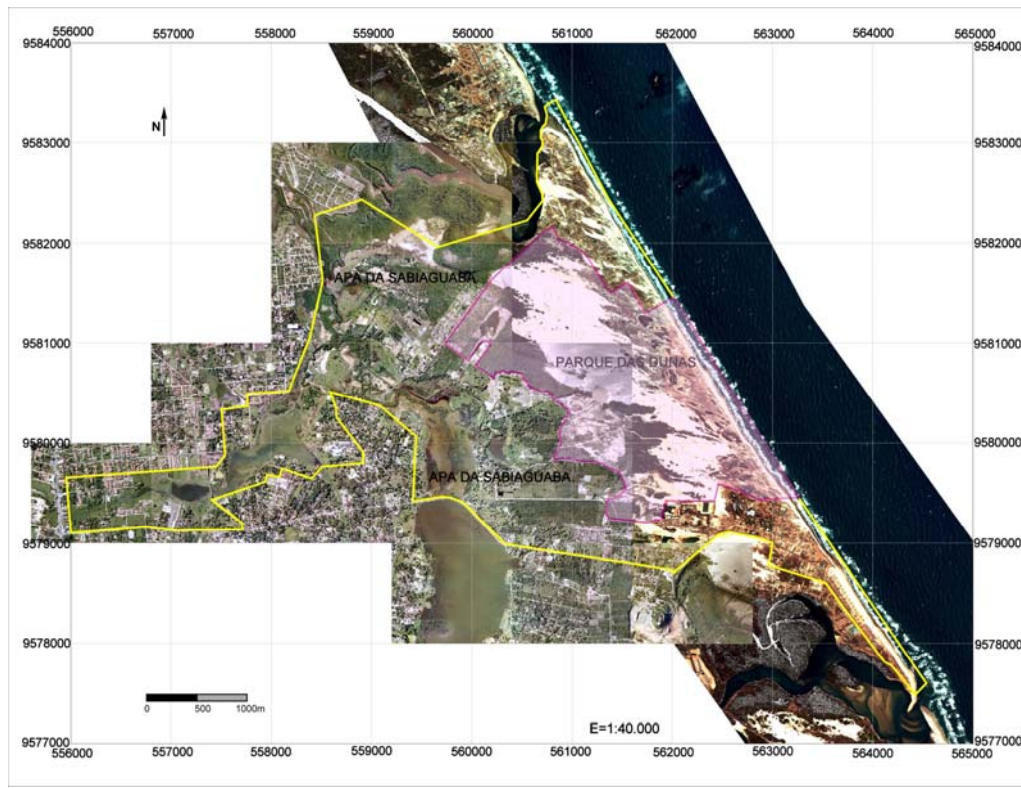 556000 557000 558000 559000 560000 561000 562000 563000 564000 565000
9584000 9584000
N
9583000 9583000
9582000 9582000
APA DA SABIAGUABA
9581000 9581000
PARQUE DAS DUNAS
9580000 9580000
APA DA SABIAGUABA
9579000 9579000
9578000 9578000
0 500 1000m
E=1:40.000
9577000 9577000
556000 557000 558000 559000 560000 561000 562000 563000 564000 565000